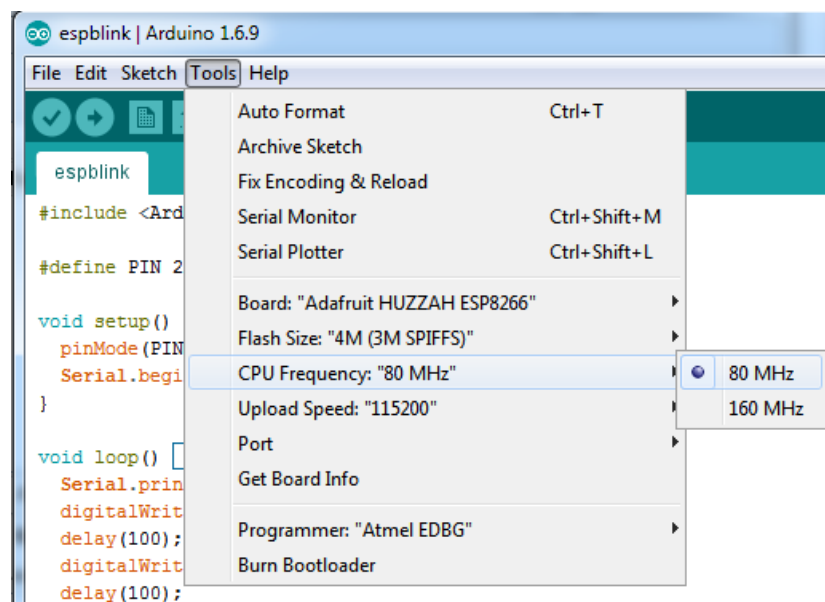 espblink | Arduino 1.6.9
File Edit Sketch Tools Help
espblink
#include <Ard
#define PIN 2
void setup()
pinMode(PIN
Serial.begi
}
void loop()
Serial.prin
digitalWrit
delay(100);
digitalWrit
delay(100);
Auto Format Ctrl+T
Archive Sketch
Fix Encoding & Reload
Serial Monitor Ctrl+Shift+M
Serial Plotter Ctrl+Shift+L
Board: "Adafruit HUZZAH ESP8266"
Flash Size: "4M (3M SPIFFS)"
CPU Frequency: "80 MHz"
Upload Speed: "115200"
Port
Get Board Info
Programmer: "Atmel EDBG"
Burn Bootloader
80 MHz
160 MHz